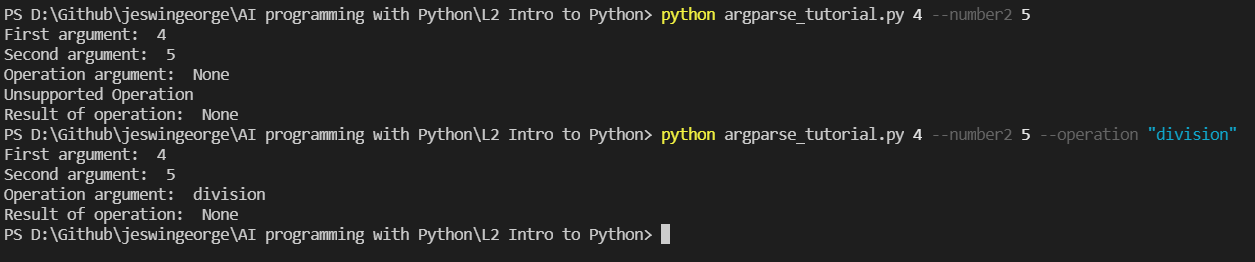 PS D:\Github\jeswingeorge\AI programming with Python\L2 Intro to Python> python argparse_tutorial.py 4 --number2 5
First argument:  4
Second argument:  5
Operation argument:  None
Unsupported Operation
Result of operation:  None
PS D:\Github\jeswingeorge\AI programming with Python\L2 Intro to Python> python argparse_tutorial.py 4 --number2 5 --operation "division"
First argument:  4
Second argument:  5
Operation argument:  division
Result of operation:  None
PS D:\Github\jeswingeorge\AI programming with Python\L2 Intro to Python>